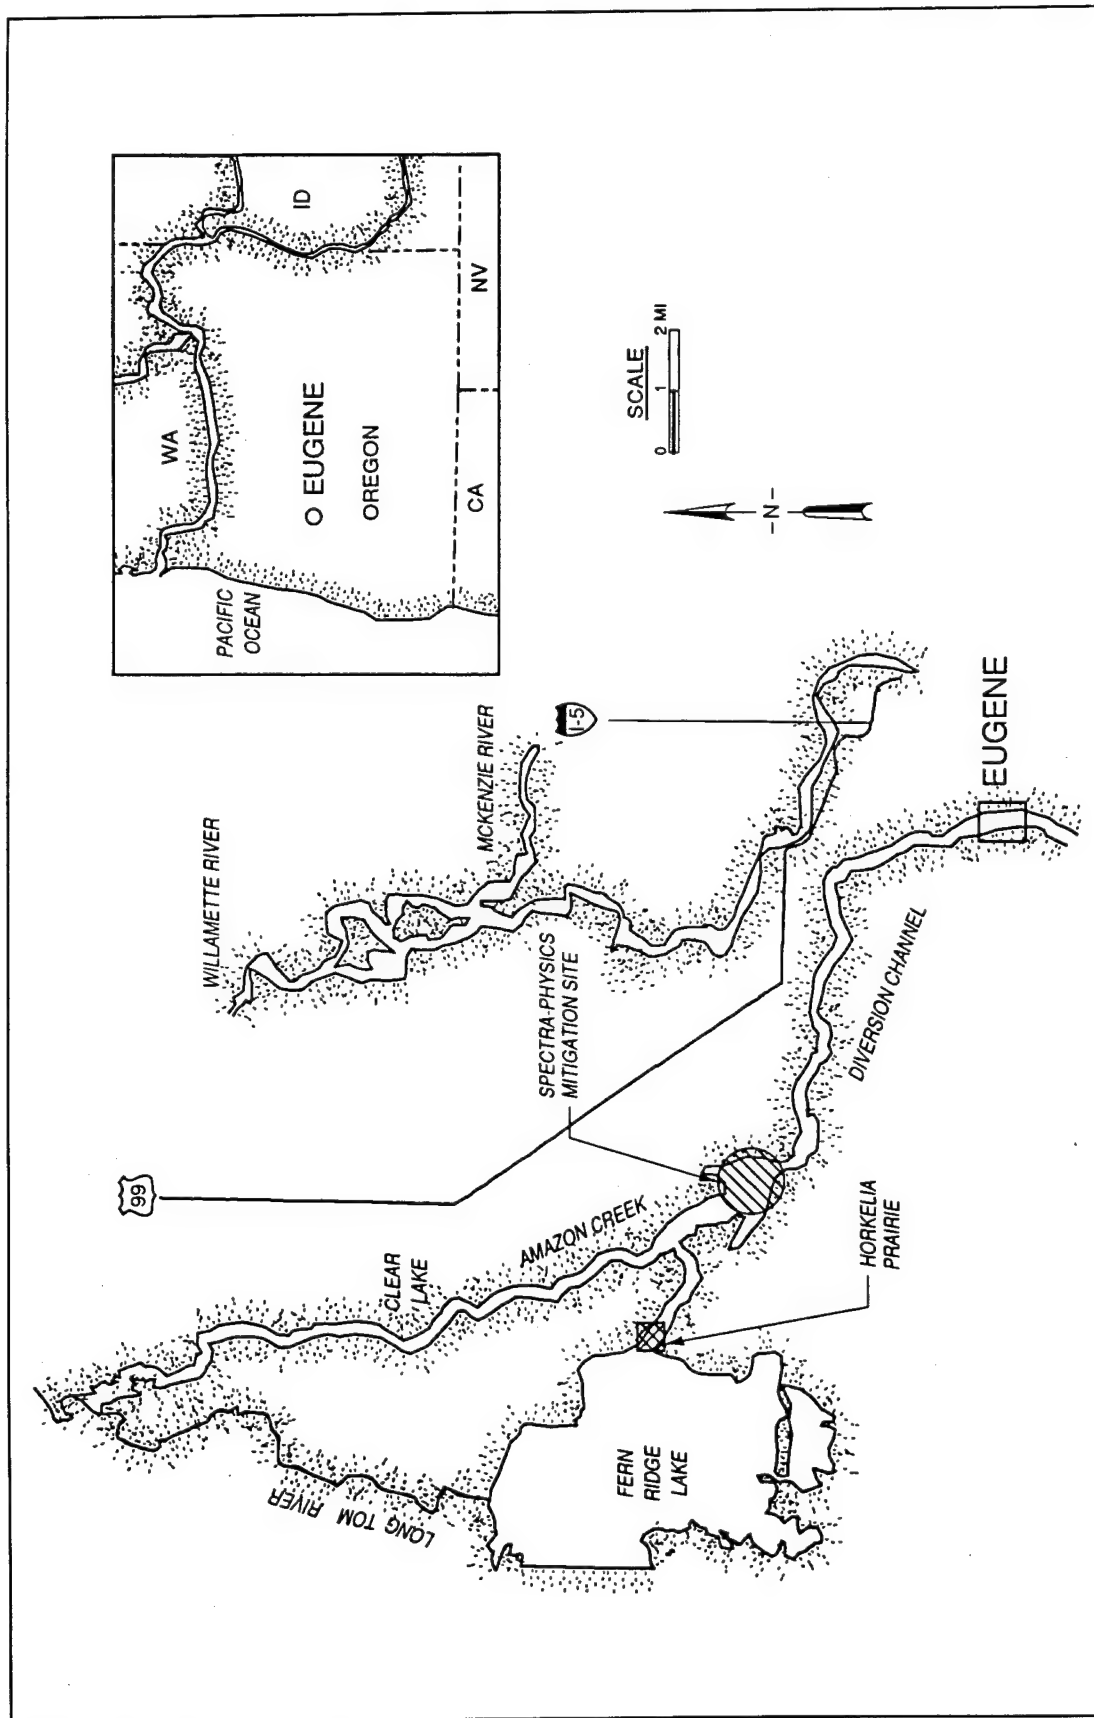 WILLAMETTE RIVER
MCKENZIE RIVER
LONG TOM RIVER
CLEAR
LAKE
AMAZON CREEK
99
I-5
SPECTRA-PHYSICS
MITIGATION SITE
FERN
RIDGE
LAKE
HORKELIA
PRAIRIE
DIVERSION CHANNEL
EUGENE
PACIFIC
OCEAN
WA
ID
EUGENE
OREGON
CA
NV
SCALE
0 1 2 MI
-N-